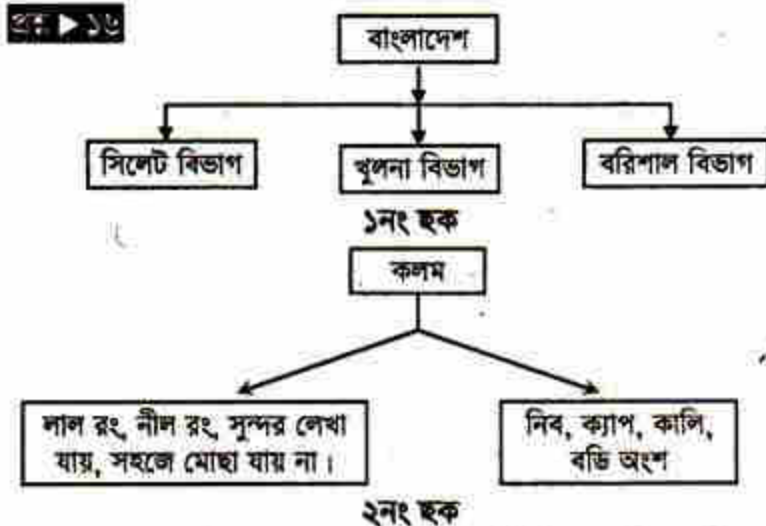 প্রশ্ন ▶ ১৬
বাংলাদেশ
সিলেট বিভাগ
খুলনা বিভাগ
বরিশাল বিভাগ
১নং ছক
কলম
লাল রং, নীল রং, সুন্দর লেখা
যায়, সহজে মোছা যায় না।
নিব, ক্যাপ, কালি,
বডি অংশ
২নং ছক